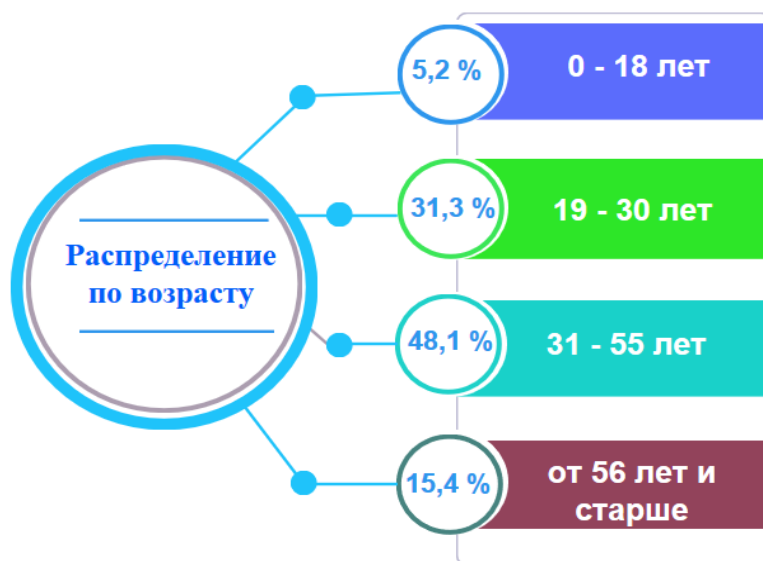 Распределение
по возрасту
5,2 %
0 - 18 лет
31,3 %
19 - 30 лет
48,1 %
31 - 55 лет
15,4 %
от 56 лет и
старше